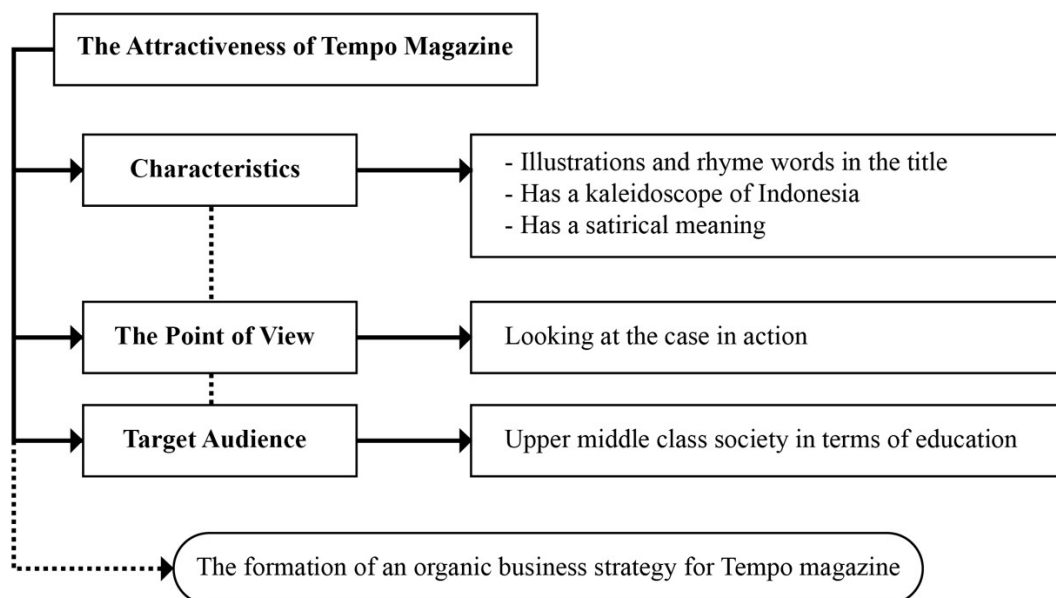 The Attractiveness of Tempo Magazine
Characteristics
- Illustrations and rhyme words in the title
- Has a kaleidoscope of Indonesia
- Has a satirical meaning
The Point of View
Looking at the case in action
Target Audience
Upper middle class society in terms of education
The formation of an organic business strategy for Tempo magazine